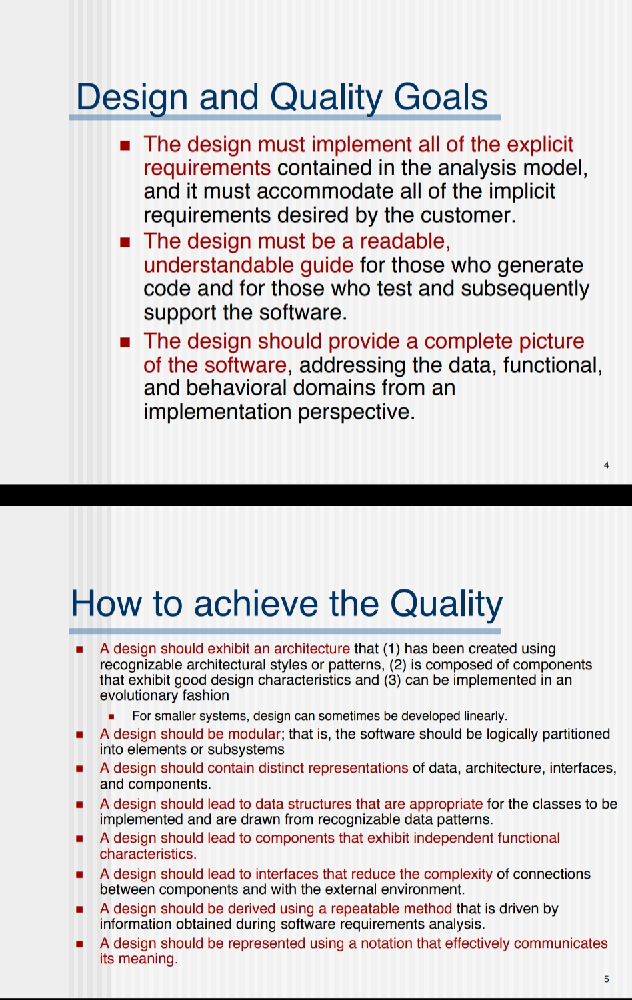 Design and Quality Goals
The design must implement all of the explicit
requirements contained in the analysis model,
and it must accommodate all of the implicit
requirements desired by the customer.
The design must be a readable,
understandable guide for those who generate
code and for those who test and subsequently
support the software.
The design should provide a complete picture
of the software, addressing the data, functional,
and behavioral domains from an
implementation perspective.
4
How to achieve the Quality
A design should exhibit an architecture that (1) has been created using
recognizable architectural styles or patterns, (2) is composed of components
that exhibit good design characteristics and (3) can be implemented in an
evolutionary fashion
For smaller systems, design can sometimes be developed linearly.
A design should be modular; that is, the software should be logically partitioned
into elements or subsystems
A design should contain distinct representations of data, architecture, interfaces,
and components.
A design should lead to data structures that are appropriate for the classes to be
implemented and are drawn from recognizable data patterns.
A design should lead to components that exhibit independent functional
characteristics.
A design should lead to interfaces that reduce the complexity of connections
between components and with the external environment.
A design should be derived using a repeatable method that is driven by
information obtained during software requirements analysis.
A design should be represented using a notation that effectively communicates
its meaning.
5